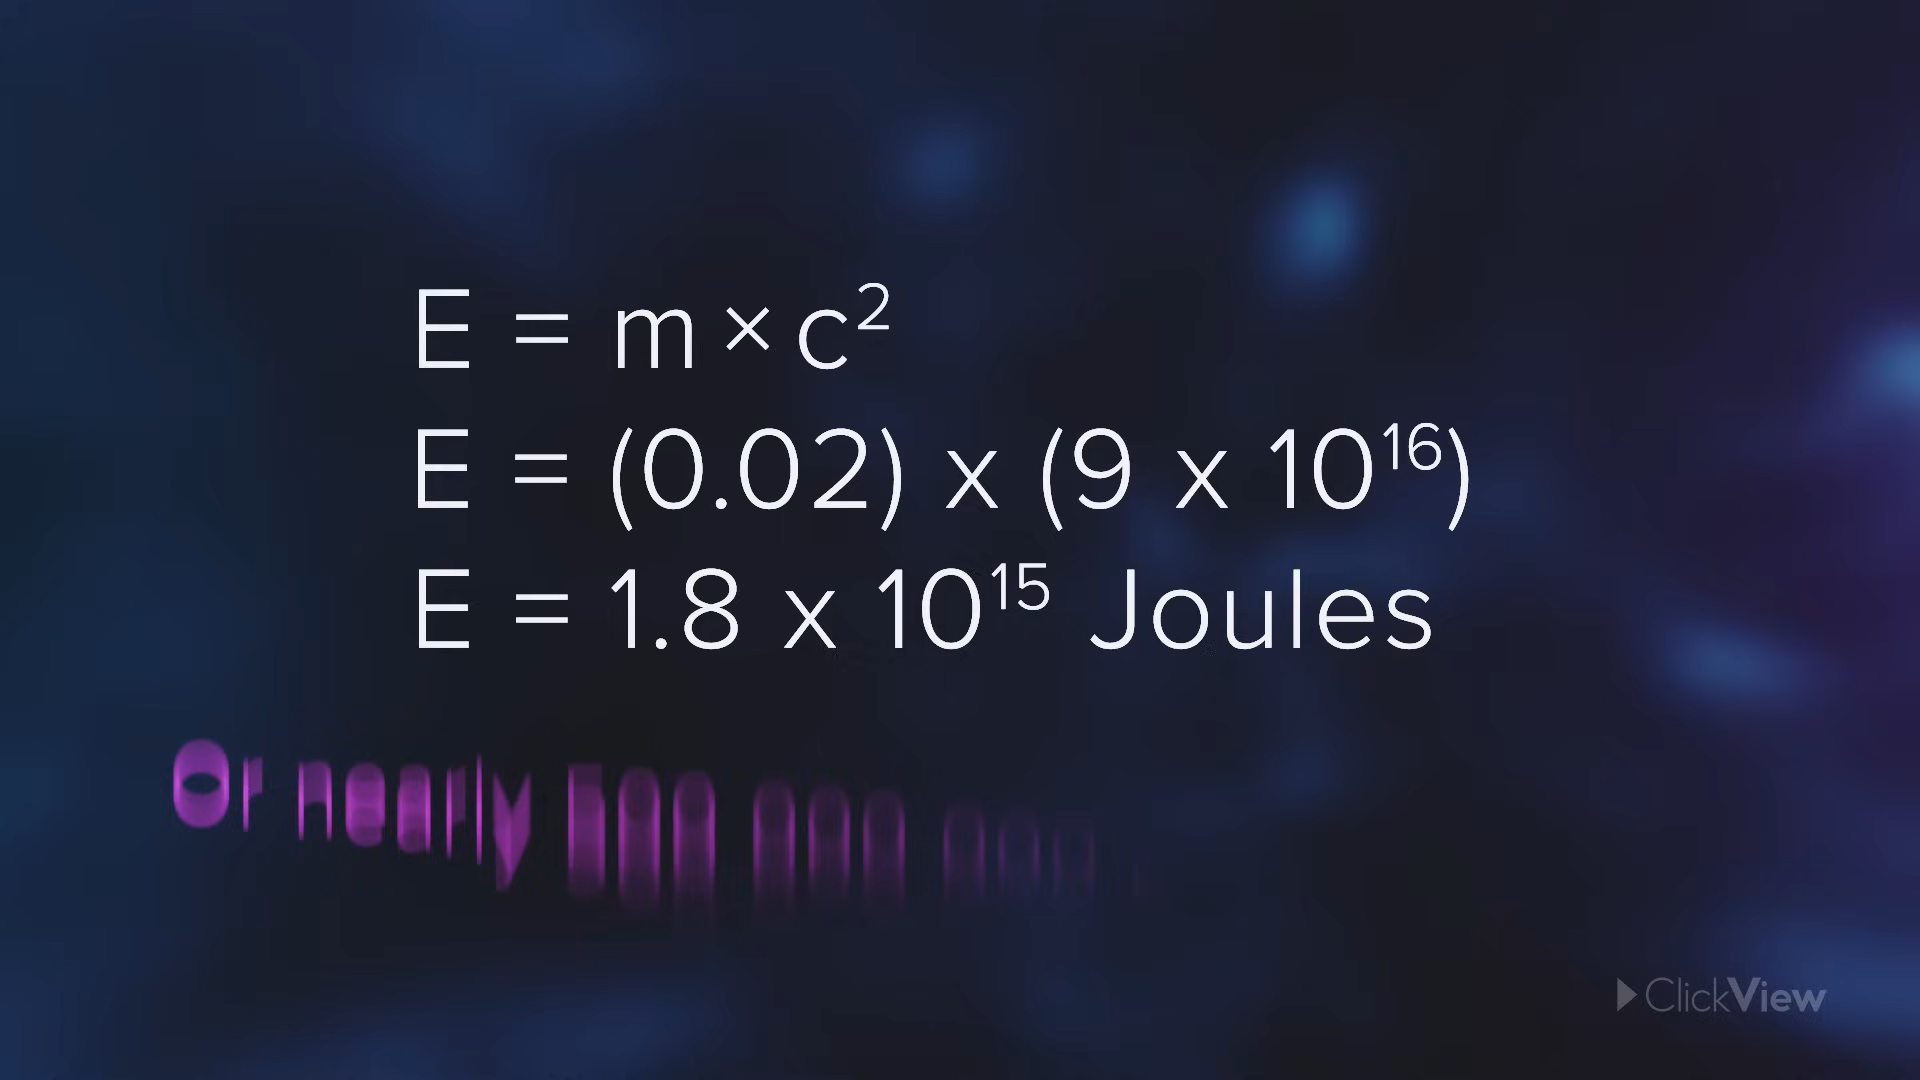 E = m × c²
E = (0.02) x (9 x 10¹⁶)
E = 1.8 x 10¹⁵ Joules
Or nearly
ClickView